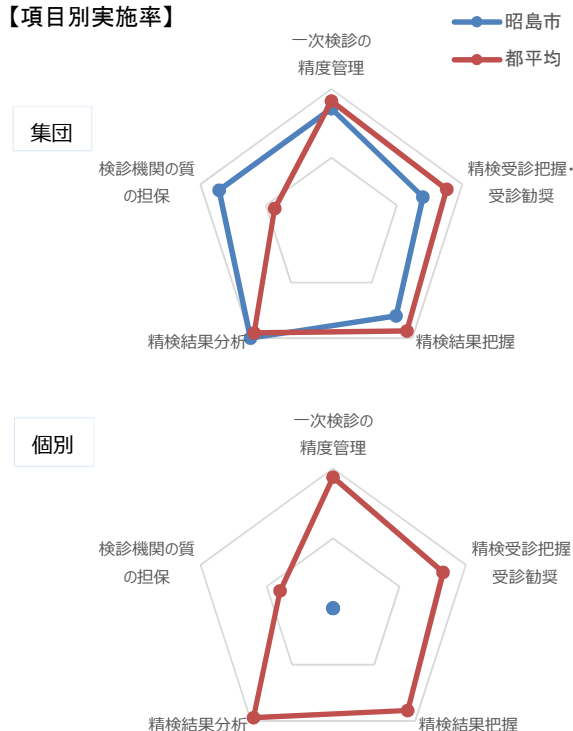 【項目別実施率】
昭島市
都平均
集団
一次検診の
精度管理
精検受診把握・
受診勧奨
精検結果把握
精検結果分析
検診機関の質
の担保
個別
一次検診の
精度管理
精検受診把握
受診勧奨
精検結果把握
精検結果分析
検診機関の質
の担保